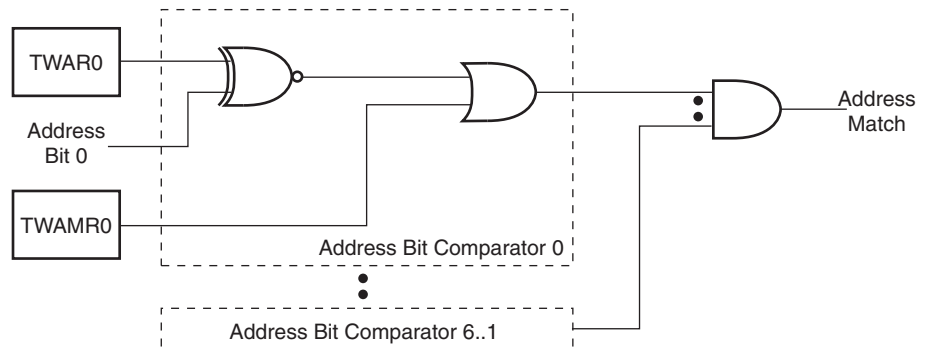 TWAR0
Address
Bit 0
TWAMR0
Address Bit Comparator 0
Address
Match
Address Bit Comparator 6..1